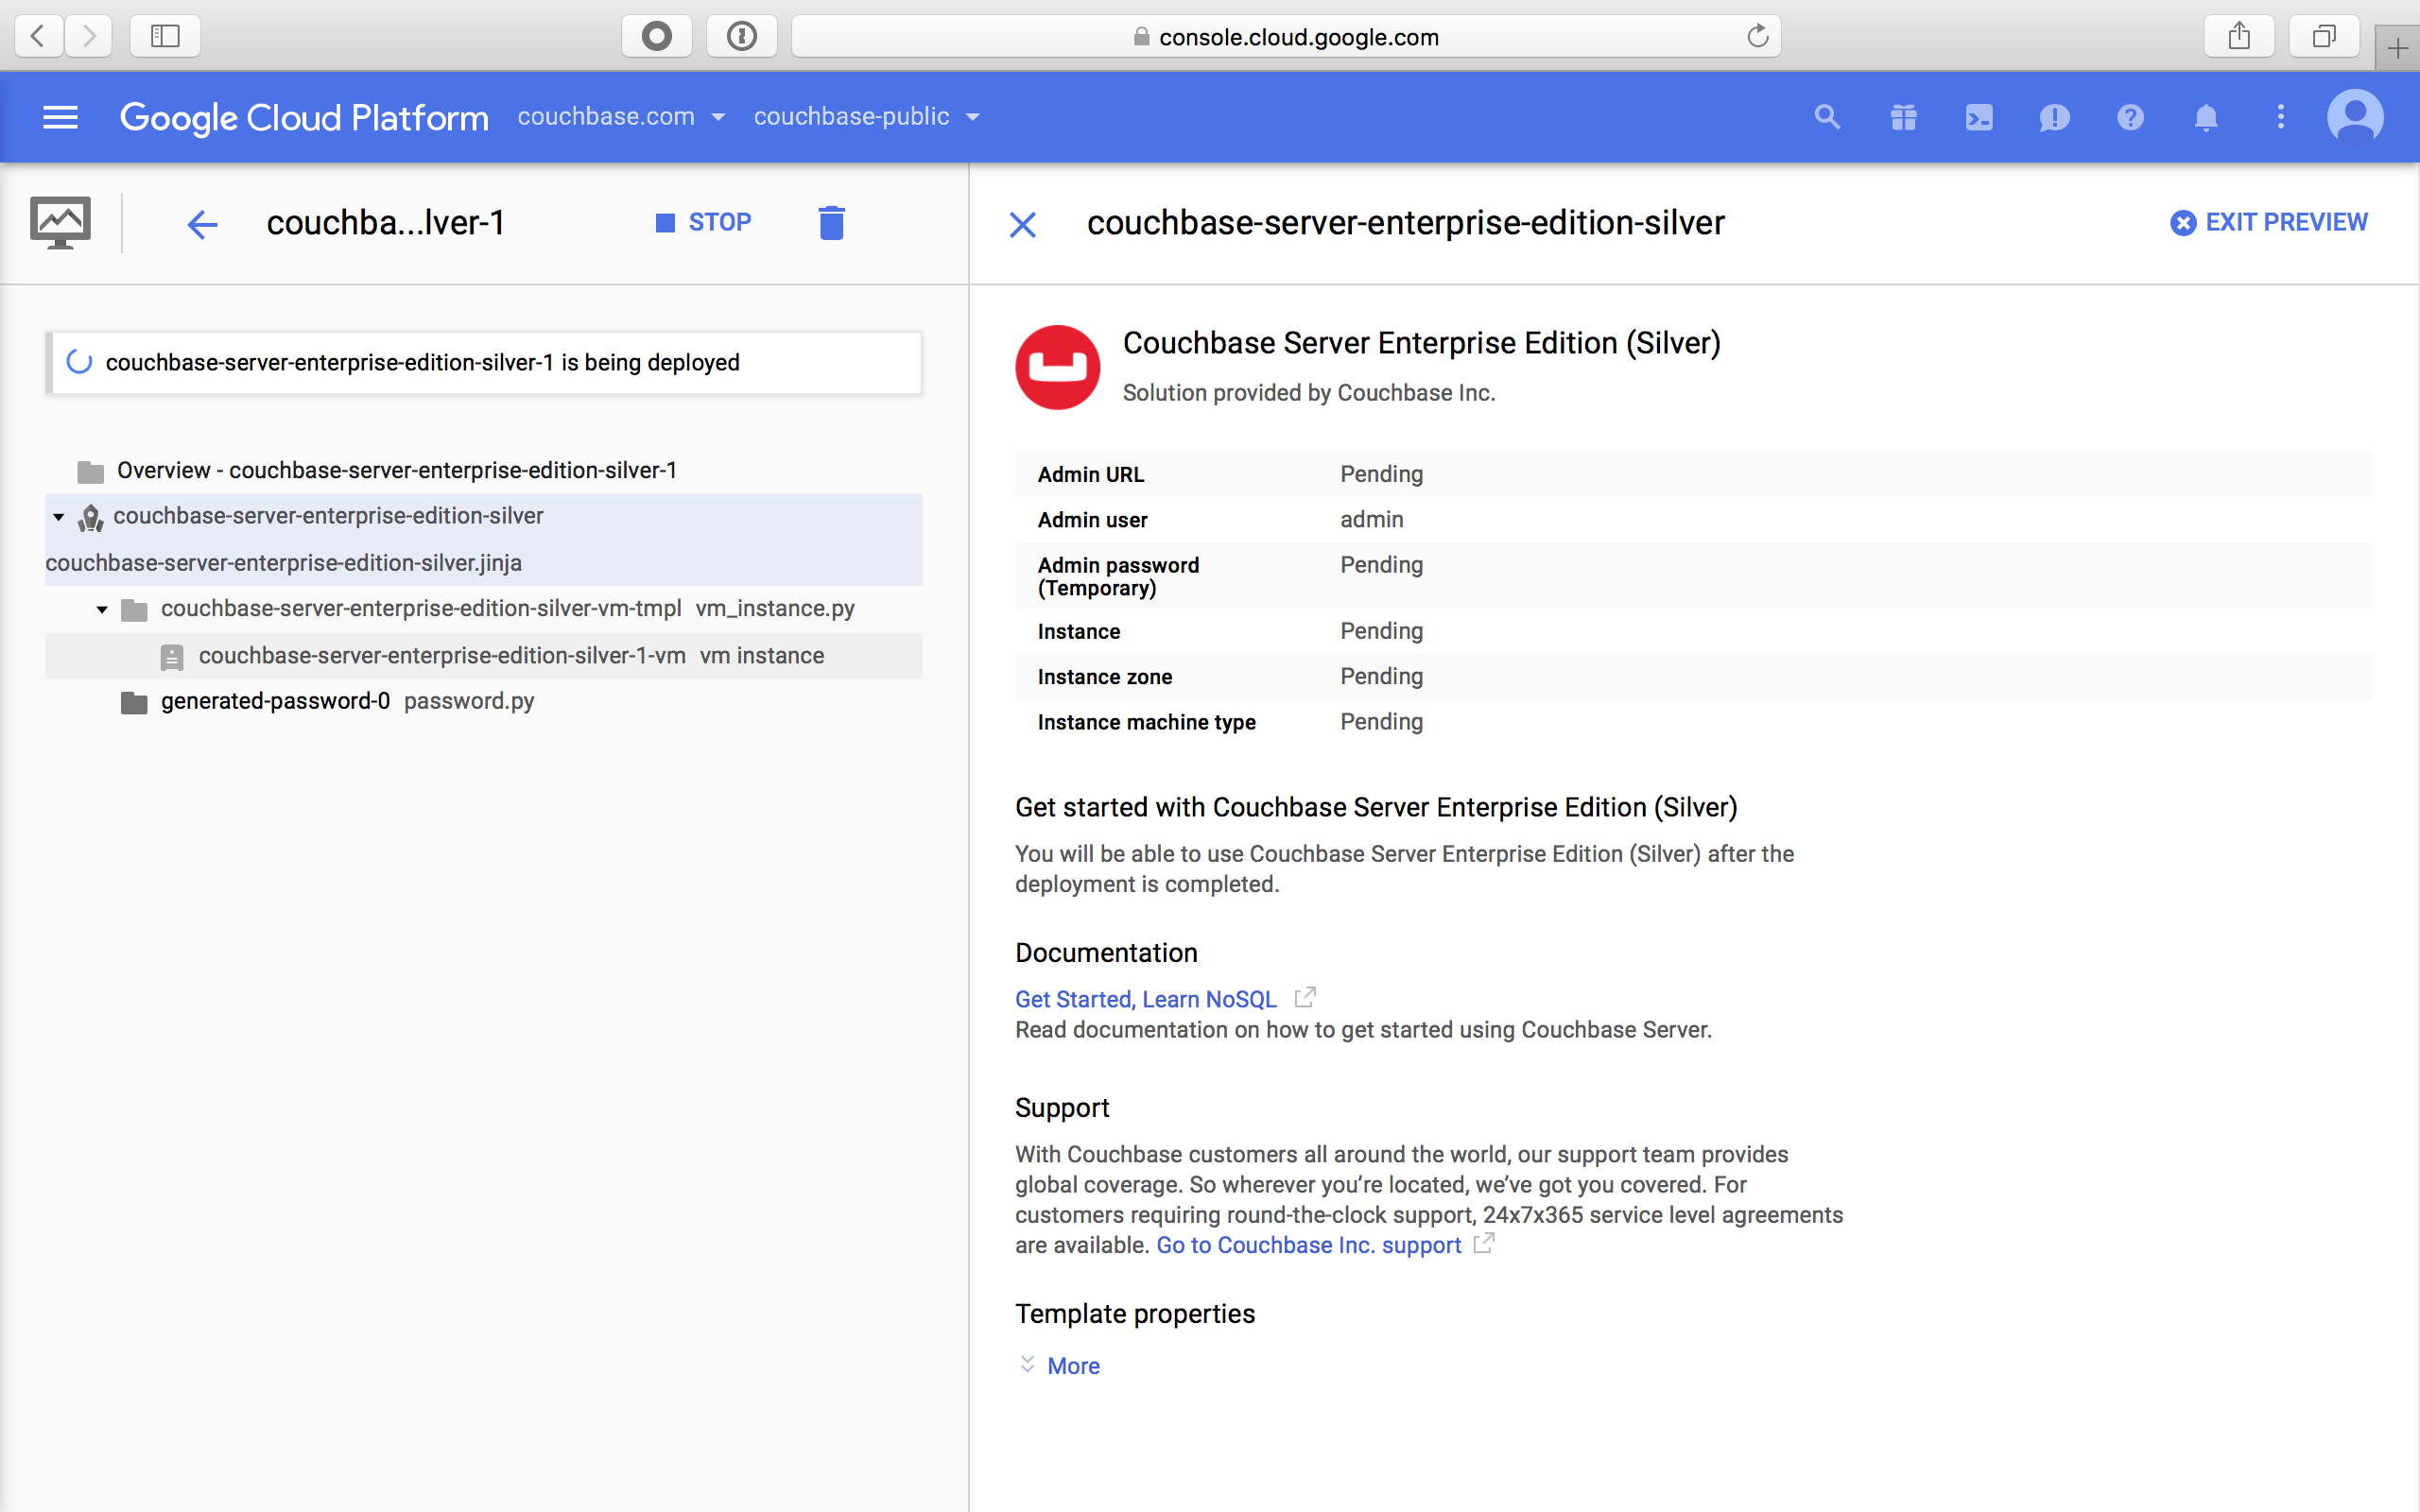 console.cloud.google.com
Google Cloud Platform couchbase.com couchbase-public
couchba...lver-1 STOP
couchbase-server-enterprise-edition-silver EXIT PREVIEW
couchbase-server-enterprise-edition-silver-1 is being deployed
Overview - couchbase-server-enterprise-edition-silver-1
couchbase-server-enterprise-edition-silver
couchbase-server-enterprise-edition-silver.jinja
couchbase-server-enterprise-edition-silver-vm-tmpl vm_instance.py
couchbase-server-enterprise-edition-silver-1-vm vm instance
generated-password-0 password.py
Couchbase Server Enterprise Edition (Silver)
Solution provided by Couchbase Inc.
Admin URL Pending
Admin user admin
Admin password Pending
(Temporary)
Instance Pending
Instance zone Pending
Instance machine type Pending
Get started with Couchbase Server Enterprise Edition (Silver)
You will be able to use Couchbase Server Enterprise Edition (Silver) after the
deployment is completed.
Documentation
Get Started, Learn NoSQL
Read documentation on how to get started using Couchbase Server.
Support
With Couchbase customers all around the world, our support team provides
global coverage. So wherever you’re located, we’ve got you covered. For
customers requiring round-the-clock support, 24x7x365 service level agreements
are available. Go to Couchbase Inc. support
Template properties
More